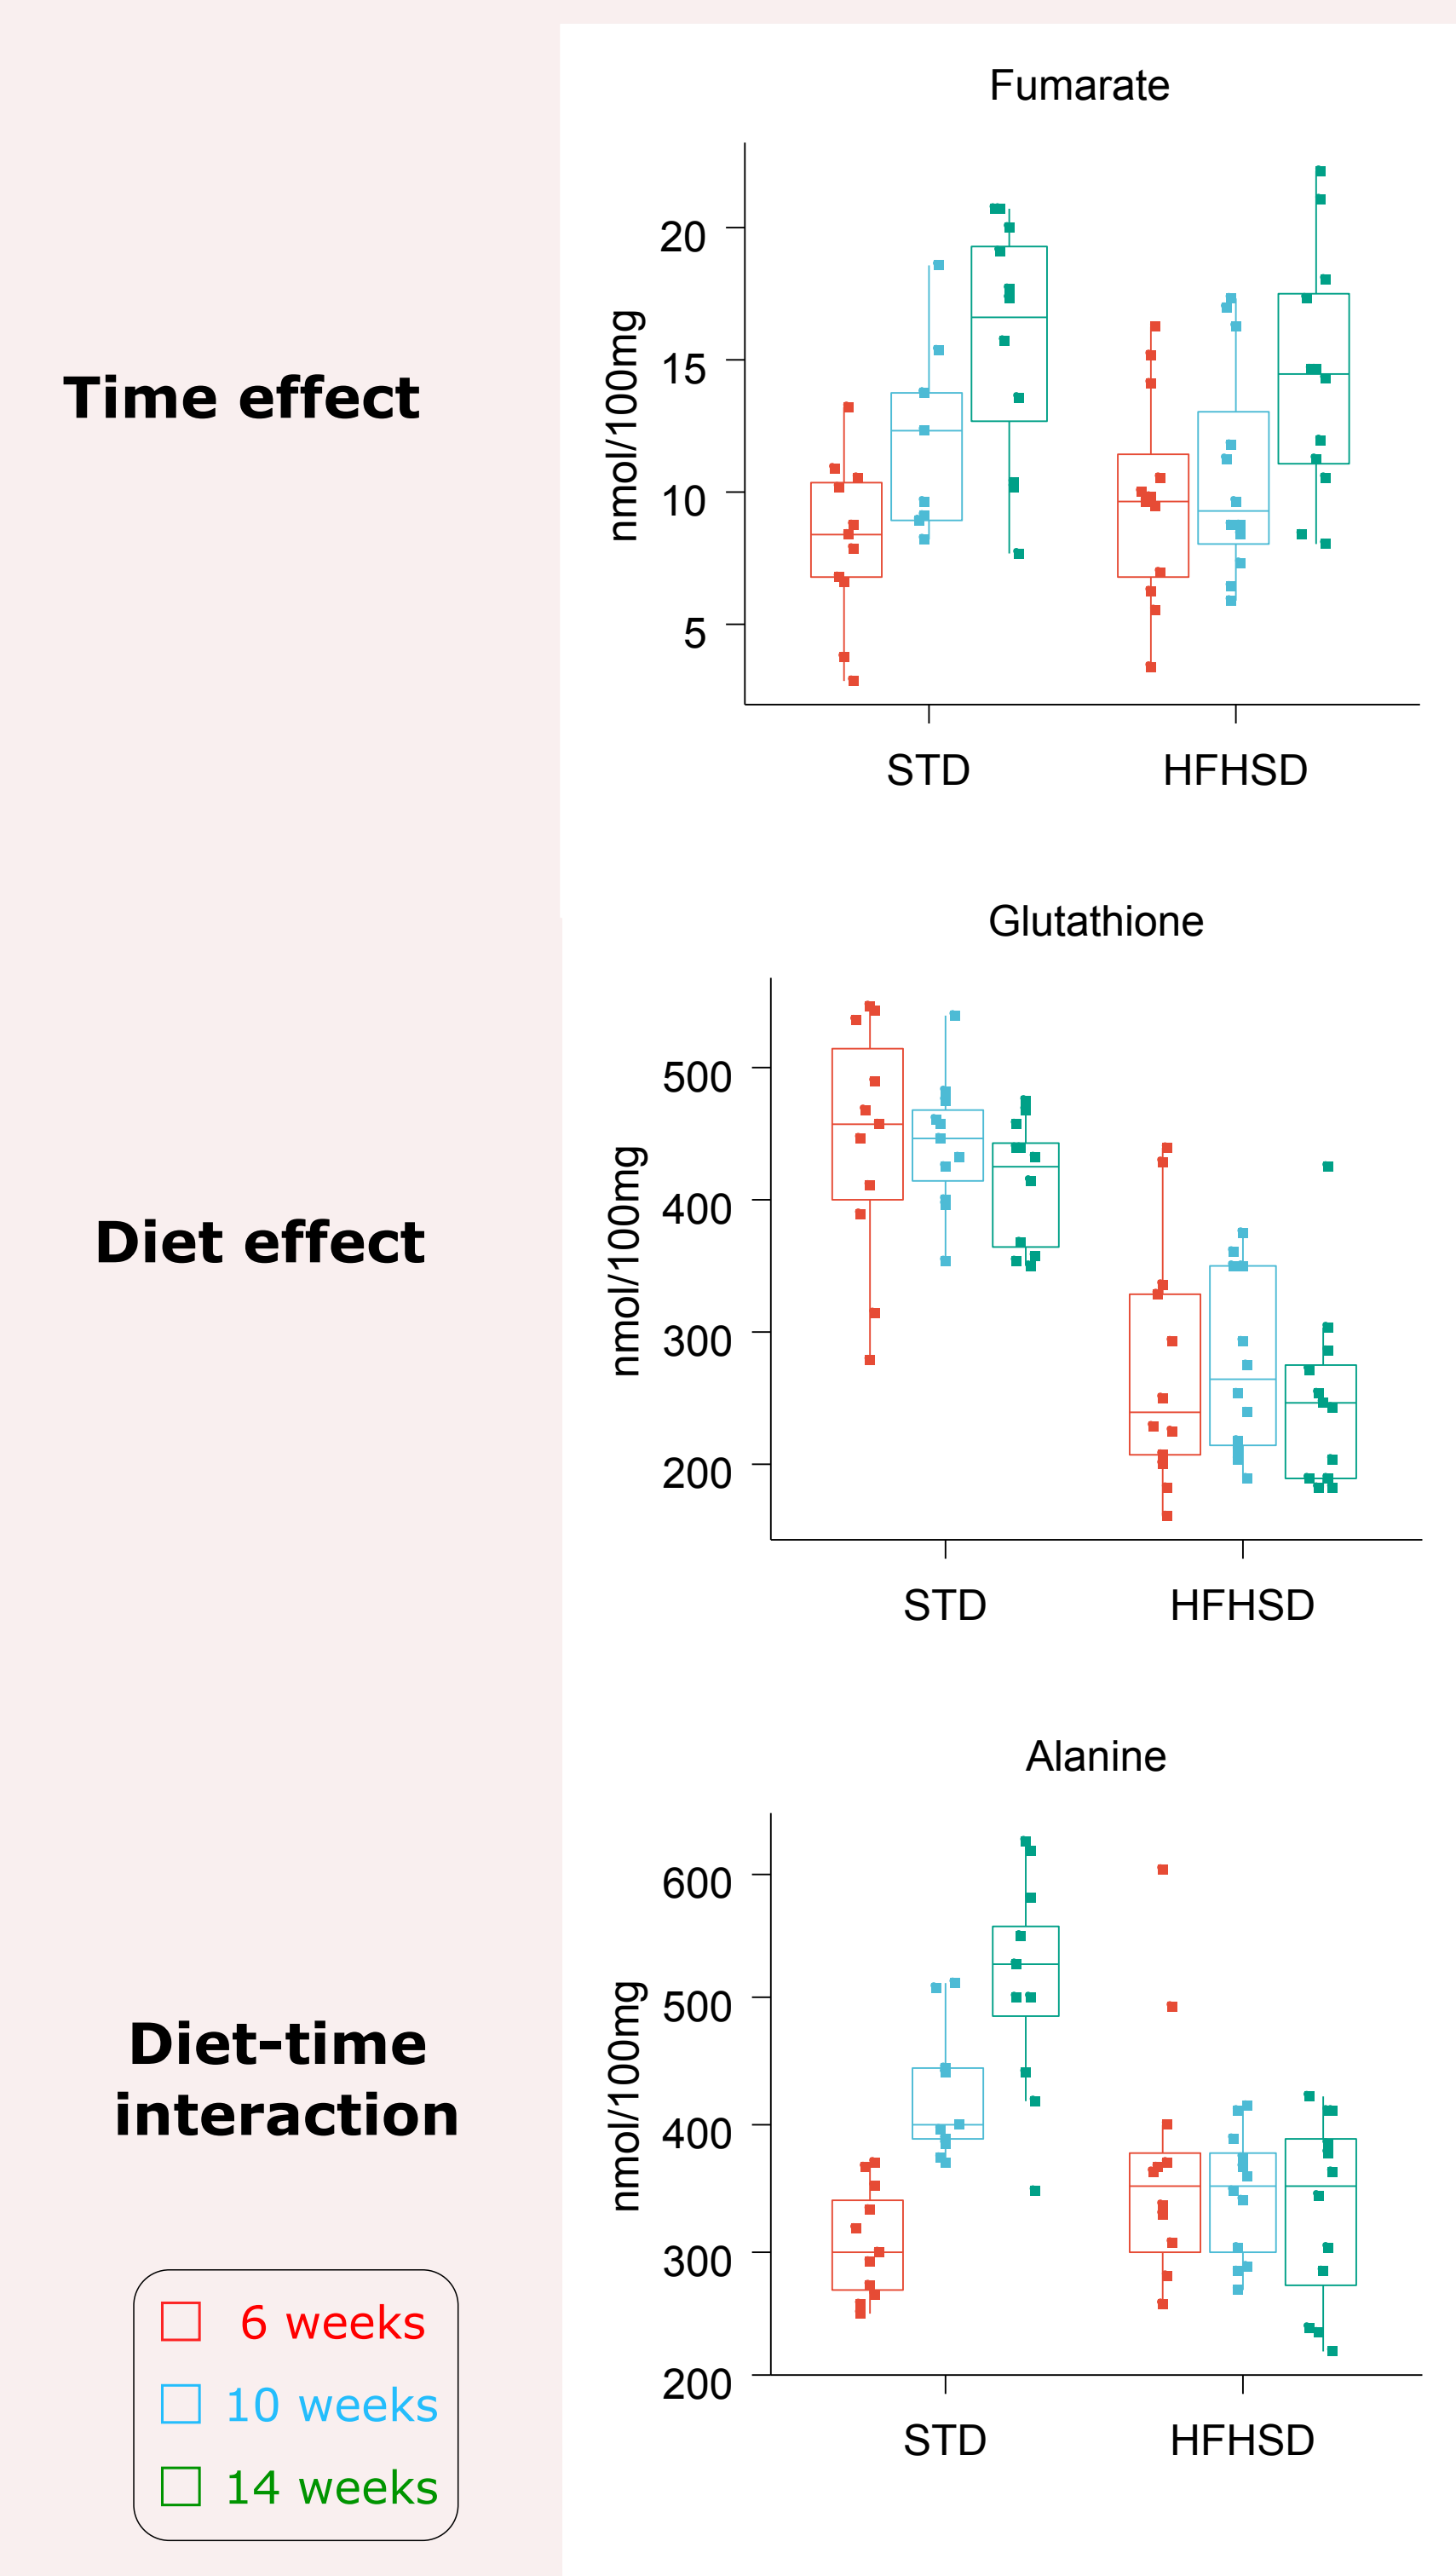 Fumarate
Time effect
nmol/100mg
20
15
10
5
STD
HFHSD
Glutathione
Diet effect
nmol/100mg
500
400
300
200
STD
HFHSD
Alanine
Diet-time
interaction
nmol/100mg
600
500
400
300
200
STD
HFHSD
6 weeks
10 weeks
14 weeks